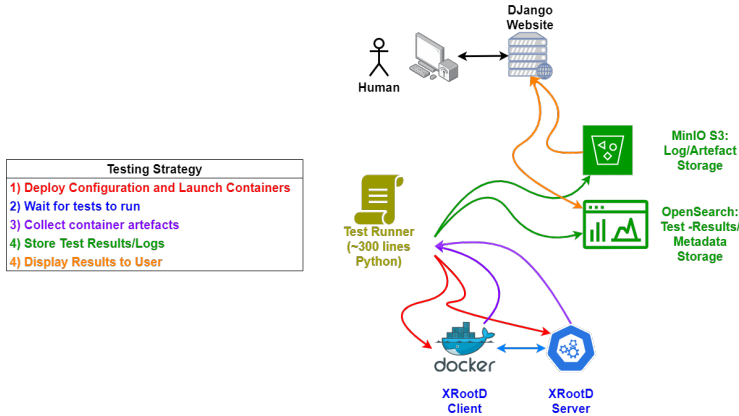 DJango
Website
Human
MinIO S3:
Log/Artefact
Storage
Testing Strategy
1) Deploy Configuration and Launch Containers
2) Wait for tests to run
3) Collect container artefacts
4) Store Test Results/Logs
4) Display Results to User
Test Runner
(~300 lines
Python)
OpenSearch:
Test -Results/
Metadata
Storage
docker
XRootD
Client
XRootD
Server